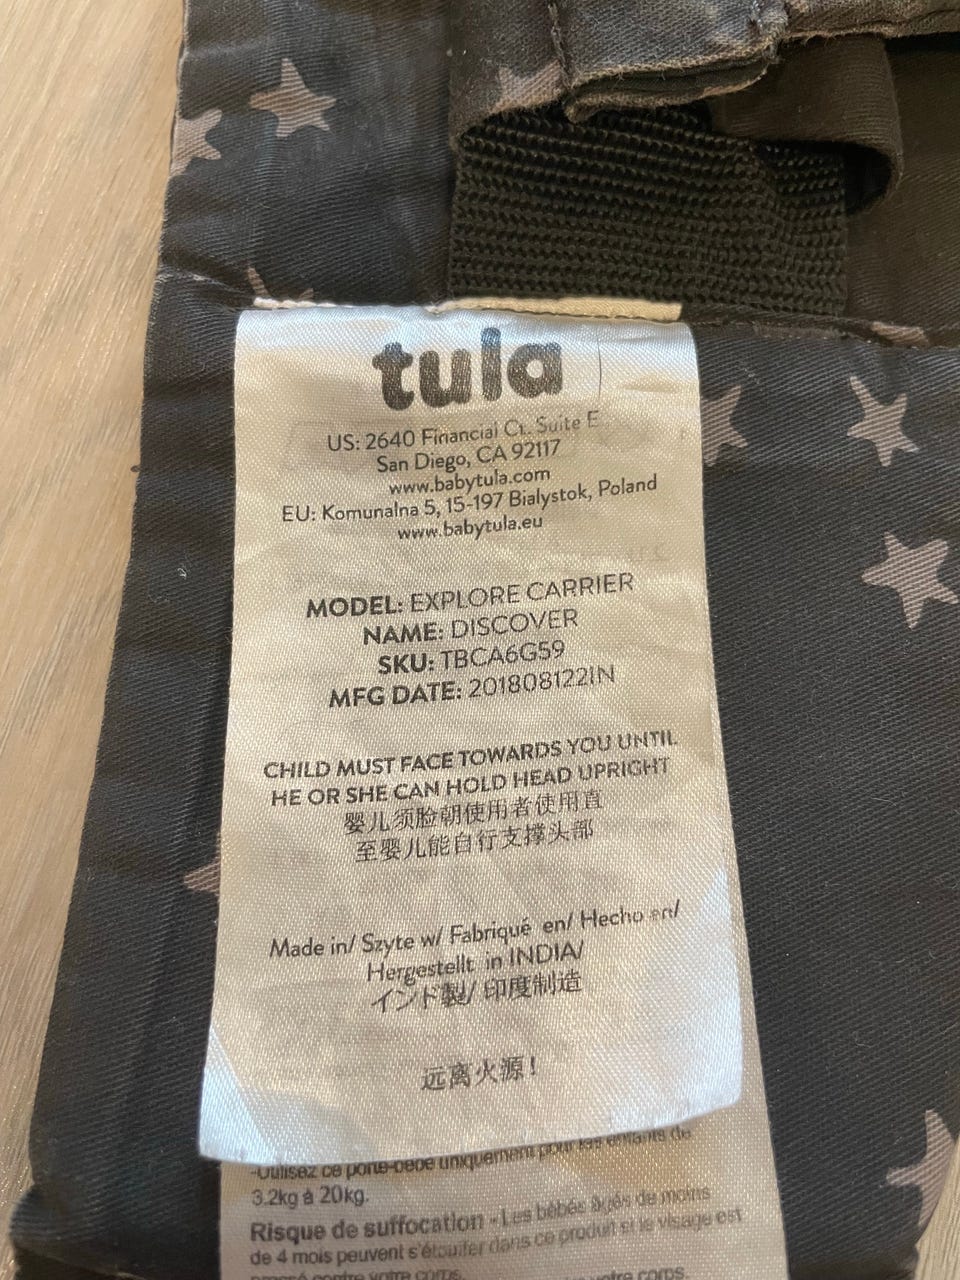 tula
US: 2640 Financial Ct. Suite E
San Diego, CA 92117
www.babytula.com
EU: Komunalna 5, 15-197 Bialystok, Poland
www.babytula.eu
MODEL: EXPLORE CARRIER
NAME: DISCOVER
SKU: TBCA6G59
MFG DATE: 201808122IN
CHILD MUST FACE TOWARDS YOU UNTIL
HE OR SHE CAN HOLD HEAD UPRIGHT
婴儿须脸朝使用者使用直
至婴儿能自行支撑头部
Made in/ Szyte w/ Fabriqué en/ Hecho en/
Hergestellt in INDIA/
インド製/ 印度制造
远离火源!
-Utilisez ce porte-bébé uniquement pour les enfants de
3.2kg à 20kg.
Risque de suffocation - Les bébés âgés de moins
de 4 mois peuvent s'étouffer dans ce produit si le visage est
contre votre corps.
votre corps.